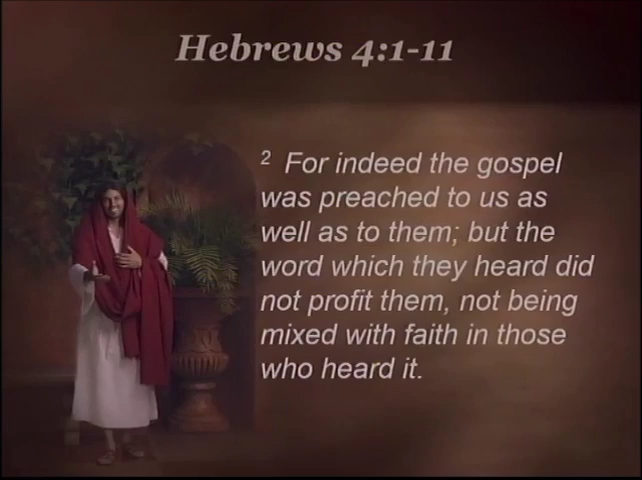 Hebrews 4:1-11
2 For indeed the gospel
was preached to us as
well as to them; but the
word which they heard did
not profit them, not being
mixed with faith in those
who heard it.